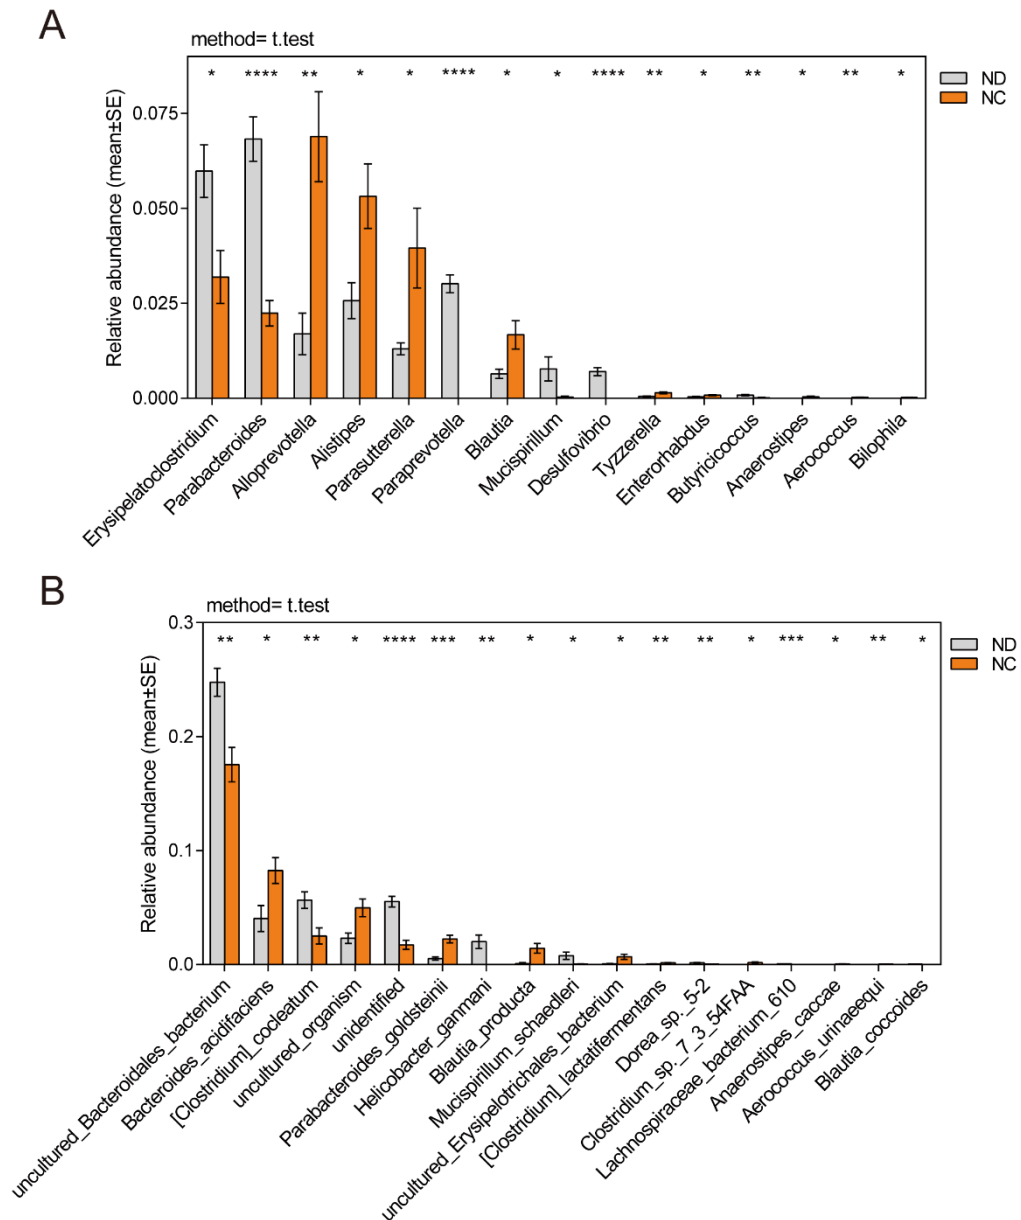 A
method= t.test
* **** ** * * **** * * **** ** * ** * ** *
ND
NC
Relative abundance (mean±SE)
0.075
0.050
0.025
0.000
Erysipelatoclostridium
Parabacteroides
Alloprevotella
Alistipes
Parasutterella
Paraprevotella
Blautia
Mucispirillum
Desulfovibrio
Tyzzerella
Enterorhabdus
Butyricicoccus
Anaerostipes
Aerococcus
Bilophila
B
method= t.test
** * ** * **** *** ** * * * ** ** * *** * ** *
ND
NC
Relative abundance (mean±SE)
0.3
0.2
0.1
0.0
uncultured_Bacteroidales_bacterium
Bacteroides_acidifaciens
[Clostridium]_cocleatum
uncultured_organism
unidentified
Parabacteroides_goldsteinii
Helicobacter_ganmani
Blautia_producta
Mucispirillum_schaedleri
uncultured_Erysipelotrichales_bacterium
[Clostridium]_lactatifermentans
Dorea_sp._5-2
Clostridium_sp._7_3_54FAA
Lachnospiraceae_bacterium_610
Anaerostipes_caccae
Aerococcus_urinaeequi
Blautia_coccoides